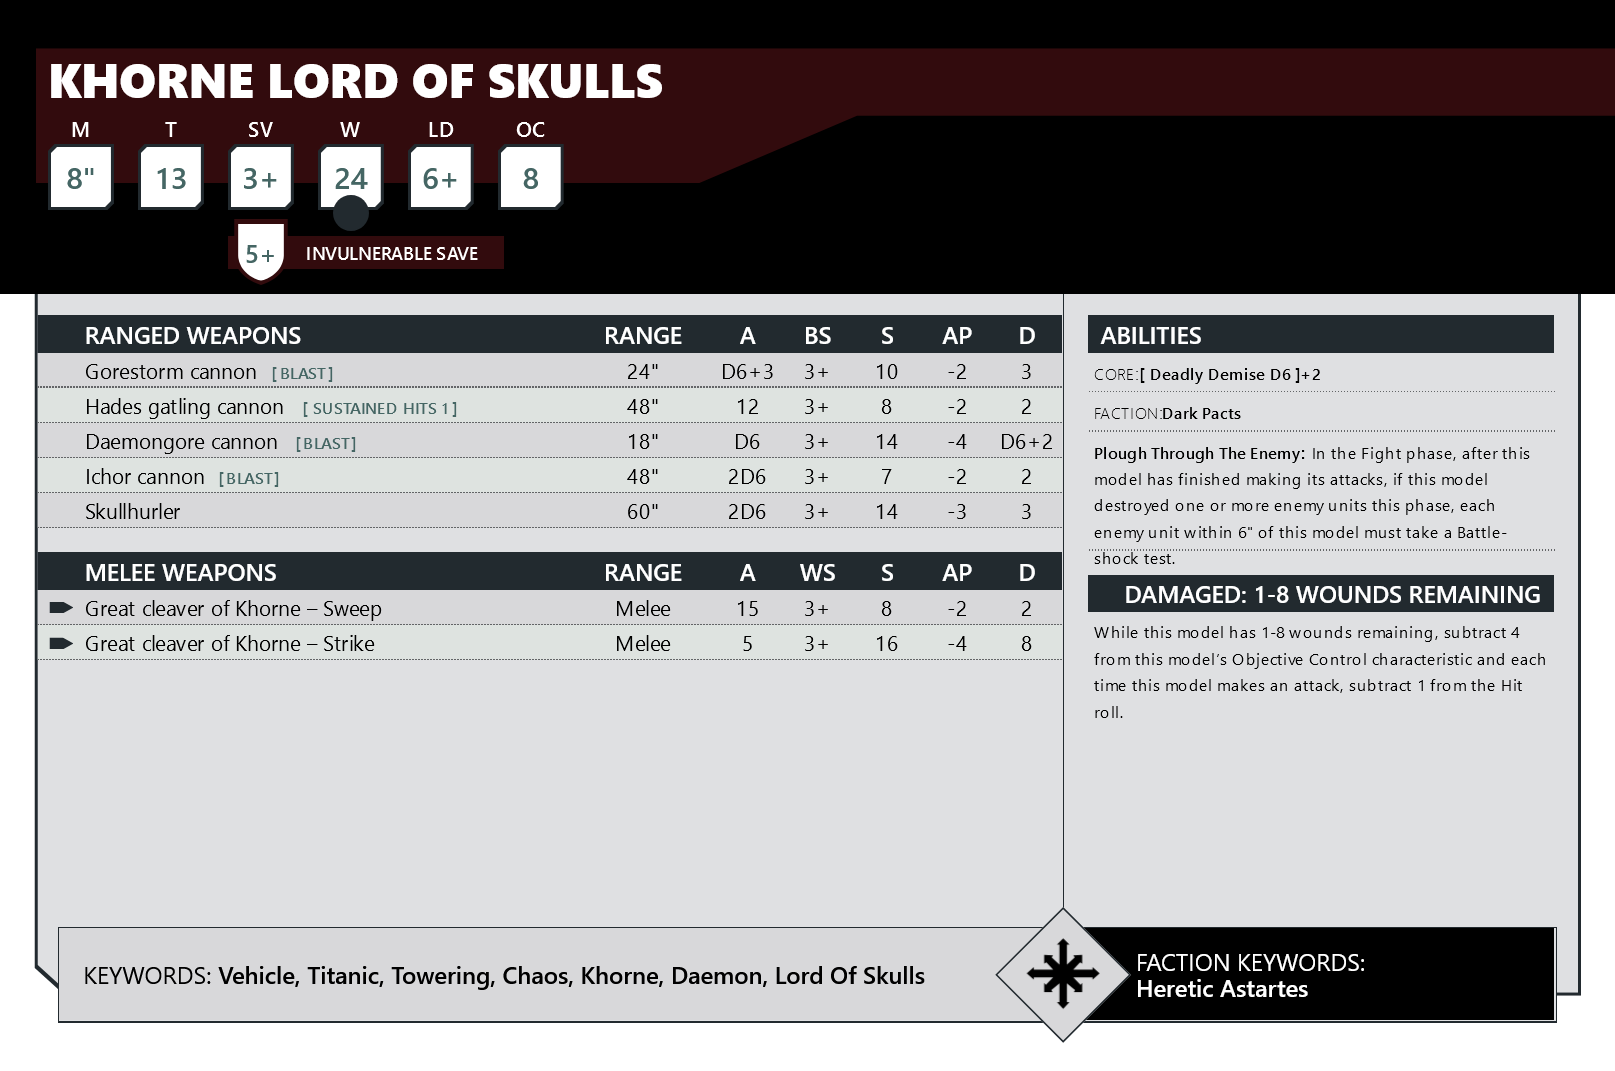 KHORNE LORD OF SKULLS
M T SV W LD OC
8" 13 3+ 24 6+ 8
5+ INVULNERABLE SAVE
RANGED WEAPONS RANGE A BS S AP D
Gorestorm cannon [BLAST] 24" D6+3 3+ 10 -2 3
Hades gatling cannon [ SUSTAINED HITS 1] 48" 12 3+ 8 -2 2
Daemongore cannon [BLAST] 18" D6 3+ 14 -4 D6+2
Ichor cannon [BLAST] 48" 2D6 3+ 7 -2 2
Skullhurler 60" 2D6 3+ 14 -3 3
MELEE WEAPONS RANGE A WS S AP D
Great cleaver of Khorne – Sweep Melee 15 3+ 8 -2 2
Great cleaver of Khorne – Strike Melee 5 3+ 16 -4 8
ABILITIES
CORE:[ Deadly Demise D6 ]+2
FACTION:Dark Pacts
Plough Through The Enemy: In the Fight phase, after this
model has finished making its attacks, if this model
destroyed one or more enemy units this phase, each
enemy unit within 6" of this model must take a Battle-
shock test.
DAMAGED: 1-8 WOUNDS REMAINING
While this model has 1-8 wounds remaining, subtract 4
from this model’s Objective Control characteristic and each
time this model makes an attack, subtract 1 from the Hit
roll.
KEYWORDS: Vehicle, Titanic, Towering, Chaos, Khorne, Daemon, Lord Of Skulls
FACTION KEYWORDS:
Heretic Astartes